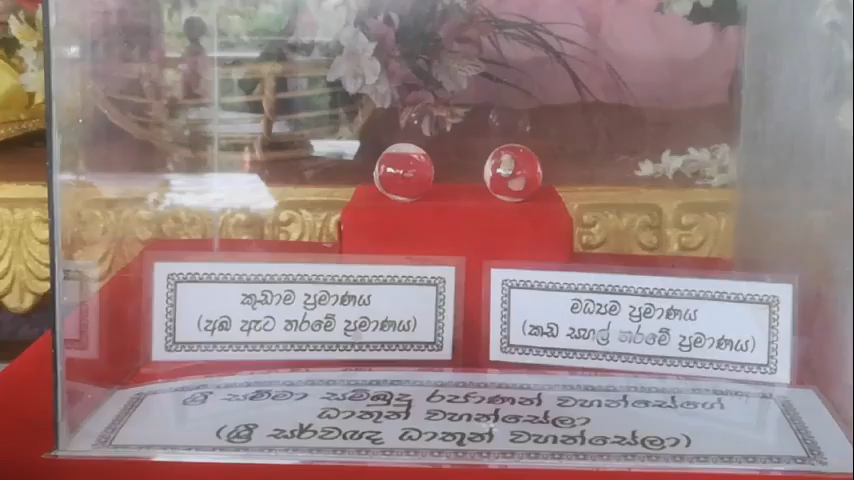 කුඩාම ප්‍රමාණය
(අබ ඇට තරමේ ප්‍රමාණය)
මධ්‍යම ප්‍රමාණය
(කඩ සහල් තරමේ ප්‍රමාණය)
ශ්‍රී සම්මා සම්බුදු රජාණන් වහන්සේගේ
ධාතුන් වහන්සේලා
(ශ්‍රී සර්වඥ ධාතුන් වහන්සේලා)